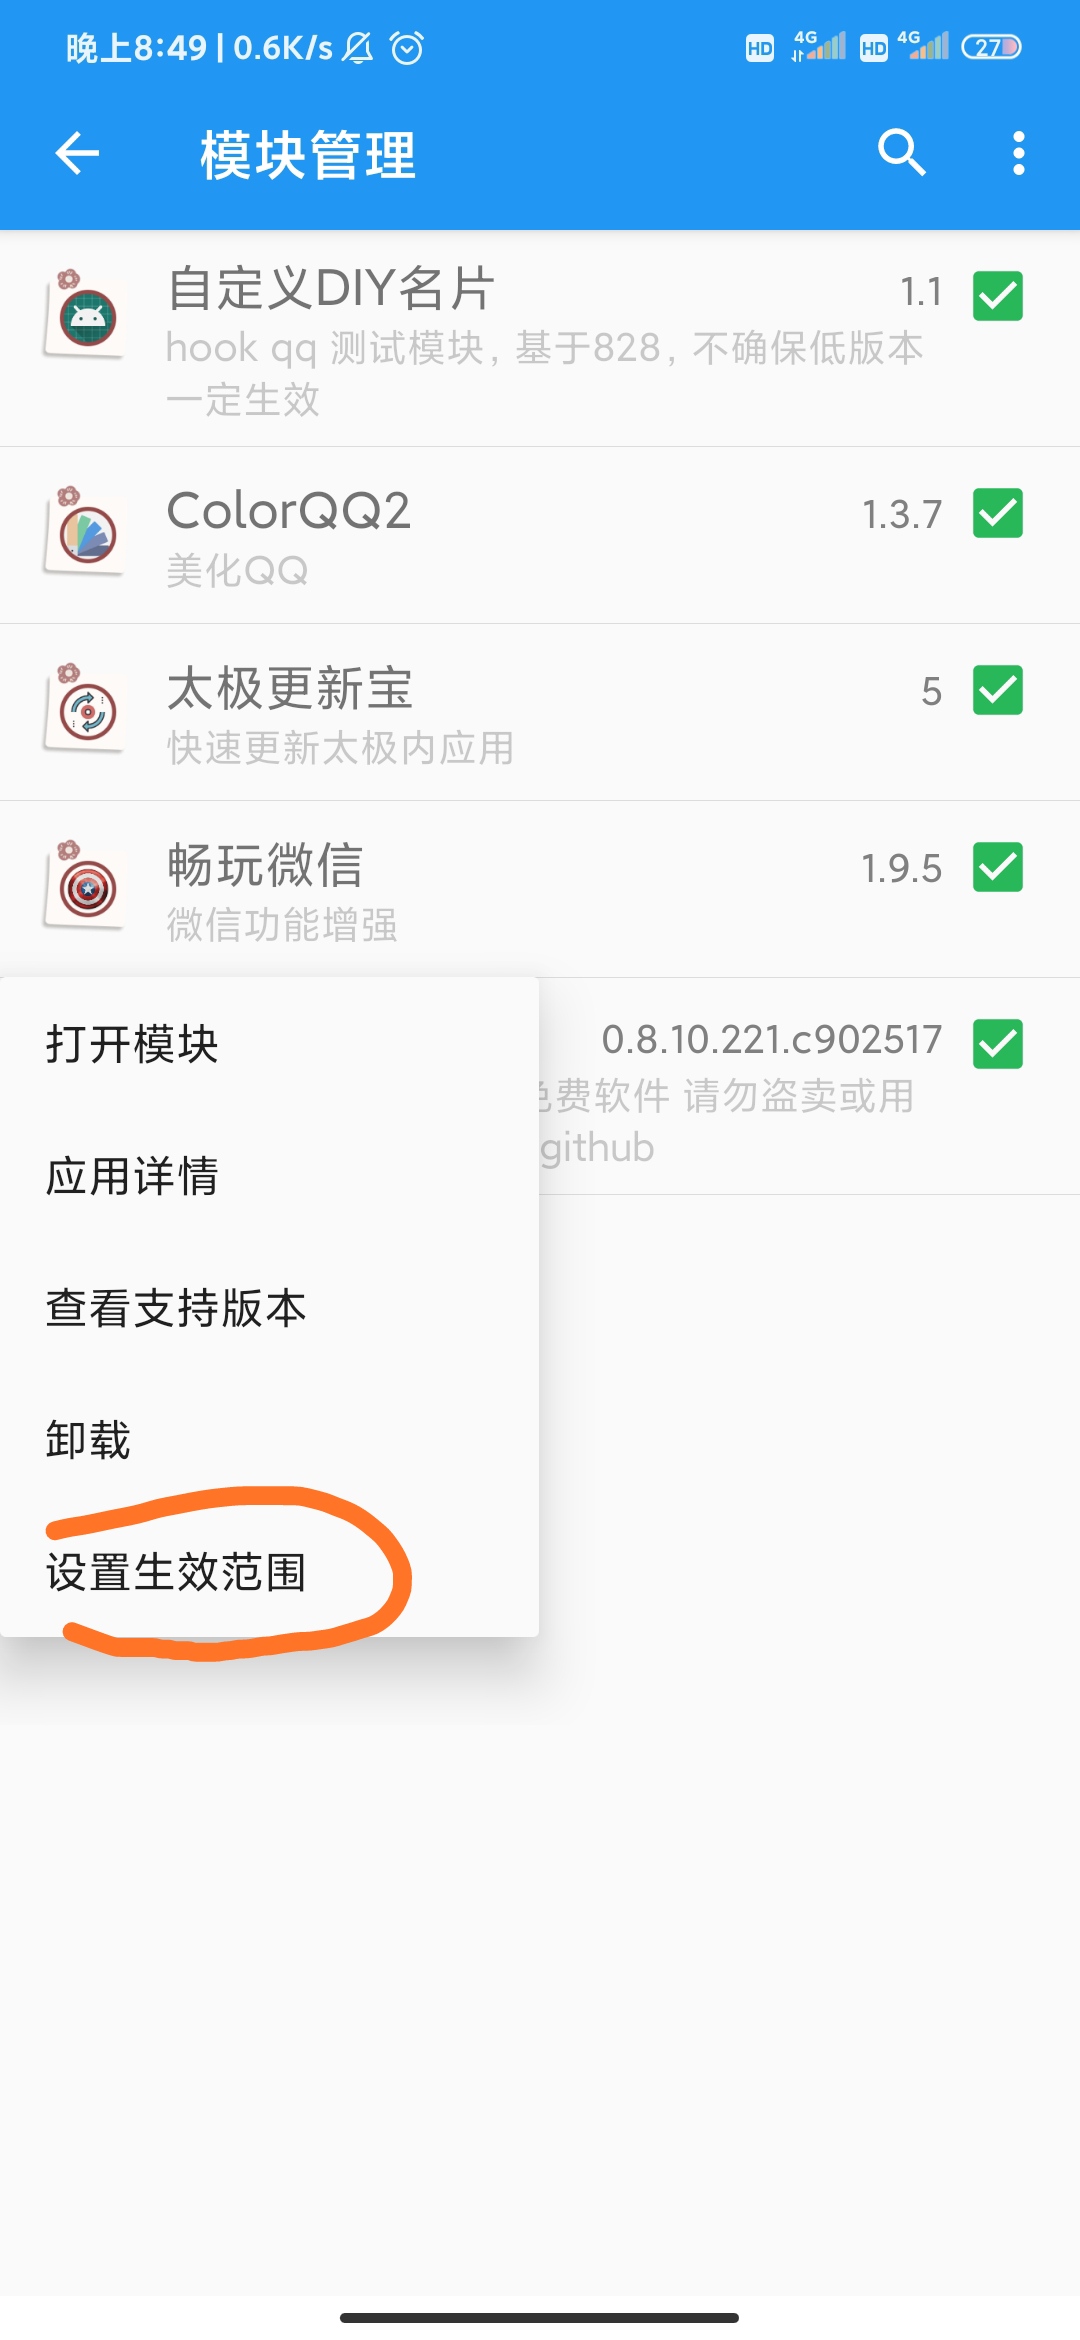 晚上8:49 | 0.6K/s
HD 4G HD 4G 27
模块管理
自定义DIY名片 1.1
hook qq 测试模块，基于828，不确保低版本
一定生效
ColorQQ2 1.3.7
美化QQ
太极更新宝 5
快速更新太极内应用
畅玩微信 1.9.5
微信功能增强
0.8.10.221.c902517
费软件 请勿盗卖或用
github
打开模块
应用详情
查看支持版本
卸载
设置生效范围